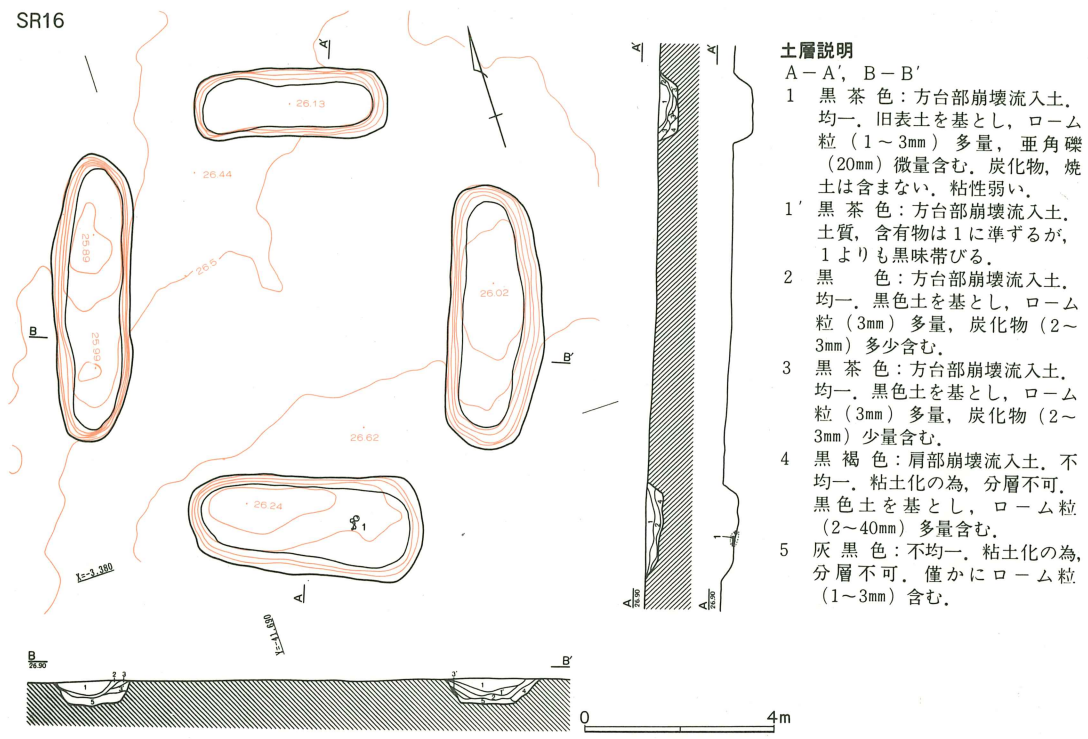 SR16
A'
26.13
26.44
25.89
26.5
26.02
B
25.99
B'
26.62
26.24
1
X=-3.380
A
Y=-41.690
A'
A'
1
A
26.90
A
26.90
B
26.90
2 3
1
5
3'
B'
1
2
4
5
0
4m
土層説明
A-A', B-B'
1 黒茶色：方台部崩壊流入土．
均一．旧表土を基とし，ローム
粒（1～3㎜）多量，亜角礫
（20㎜）微量含む．炭化物，焼
土は含まない．粘性弱い．
1′ 黒茶色：方台部崩壊流入土．
土質，含有物は１に準ずるが，
１よりも黒味帯びる．
2 黒色：方台部崩壊流入土．
均一．黒色土を基とし，ローム
粒（3㎜）多量，炭化物（2～
3㎜）多少含む．
3 黒茶色：方台部崩壊流入土．
均一．黒色土を基とし，ローム
粒（3㎜）多量，炭化物（2～
3㎜）少量含む．
4 黒褐色：肩部崩壊流入土．不
均一．粘土化の為，分層不可．
黒色土を基とし，ローム粒
（2～40㎜）多量含む．
5 灰黒色：不均一．粘土化の為，
分層不可．僅かにローム粒
（1～3㎜）含む．